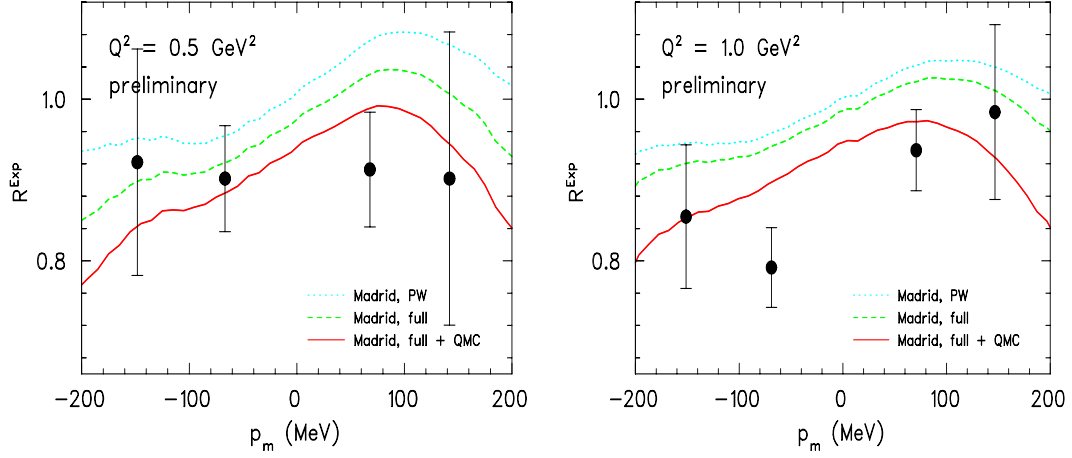 Q² = 0.5 GeV²
preliminary
R^Exp
1.0
0.8
Madrid, PW
Madrid, full
Madrid, full + QMC
−200 −100 0 100 200
p_m (MeV)
Q² = 1.0 GeV²
preliminary
R^Exp
1.0
0.8
Madrid, PW
Madrid, full
Madrid, full + QMC
−200 −100 0 100 200
p_m (MeV)